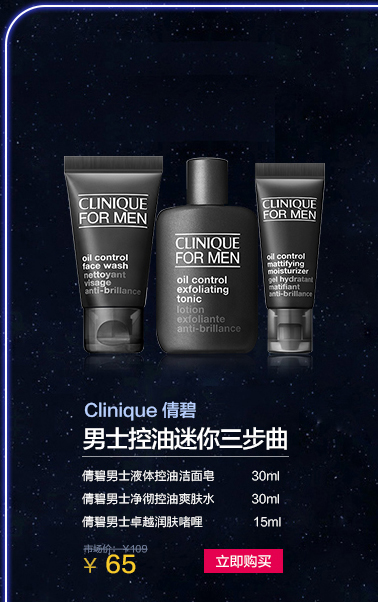 CLINIQUE
FOR MEN
oil control
face wash
nettoyant
visage
anti-brillance
CLINIQUE
FOR MEN
oil control
exfoliating
tonic
lotion
exfoliante
anti-brillance
CLINIQUE
FOR MEN
oil control
mattifying
moisturizer
gel hydratant
matifiant
anti-brillance
Clinique 倩碧
男士控油迷你三步曲
倩碧男士液体控油洁面皂 30ml
倩碧男士净彻控油爽肤水 30ml
倩碧男士卓越润肤啫哩 15ml
市场价：￥109
￥ 65
立即购买